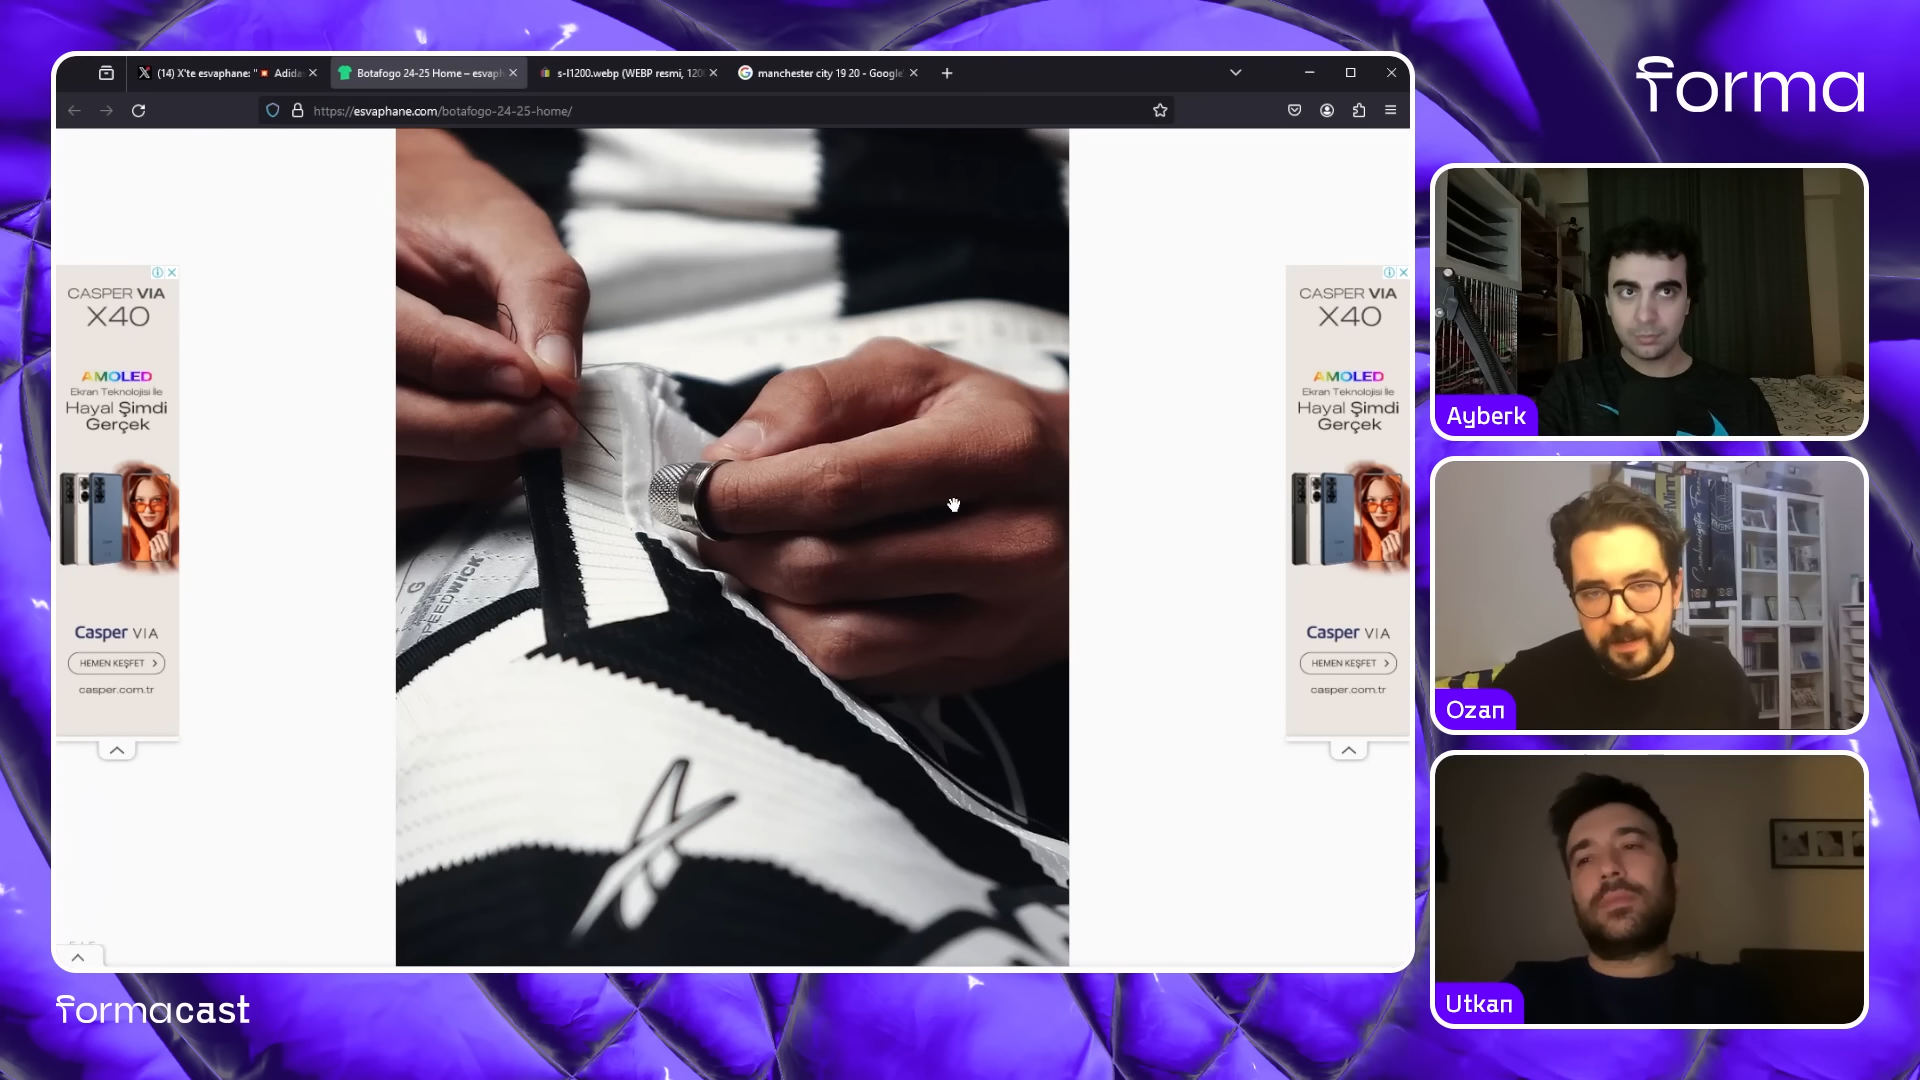 (14) X'te esvaphane: "💥 Adida
Botafogo 24-25 Home – esvaph
s-l1200.webp (WEBP resmi, 120
manchester city 19 20 - Google'
https://esvaphane.com/botafogo-24-25-home/
forma
CASPER VIA
X40
AMOLED
Ekran Teknolojisi İle
Hayal Şimdi
Gerçek
Casper VIA
HEMEN KEŞFET
casper.com.tr
G
SPEEDWICK
CASPER VIA
X40
AMOLED
Ekran Teknolojisi İle
Hayal Şimdi
Gerçek
Casper VIA
HEMEN KEŞFET
casper.com.tr
Ayberk
Ozan
Utkan
formacast